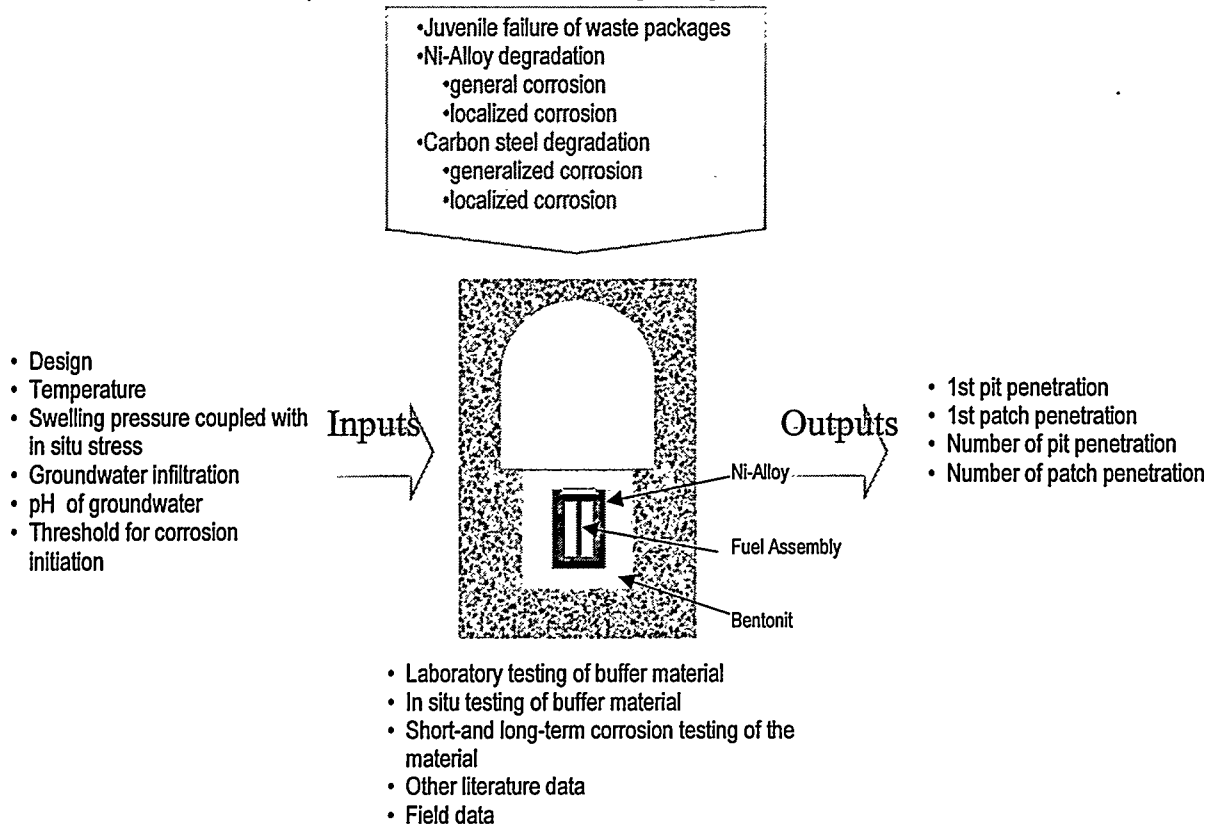 •Juvenile failure of waste packages
•Ni-Alloy degradation
•general corrosion
•localized corrosion
•Carbon steel degradation
•generalized corrosion
•localized corrosion
• Design
• Temperature
• Swelling pressure coupled with
in situ stress
• Groundwater infiltration
• pH of groundwater
• Threshold for corrosion
initiation
Inputs
Outputs
• 1st pit penetration
• 1st patch penetration
• Number of pit penetration
• Number of patch penetration
Ni-Alloy
Fuel Assembly
Bentonit
• Laboratory testing of buffer material
• In situ testing of buffer material
• Short-and long-term corrosion testing of the
material
• Other literature data
• Field data